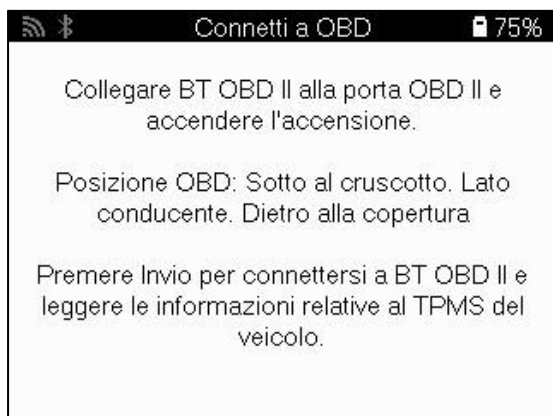 Connetti a OBD 75%
Collegare BT OBD II alla porta OBD II e
accendere l'accensione.
Posizione OBD: Sotto al cruscotto. Lato
conducente. Dietro alla copertura
Premere Invio per connettersi a BT OBD II e
leggere le informazioni relative al TPMS del
veicolo.